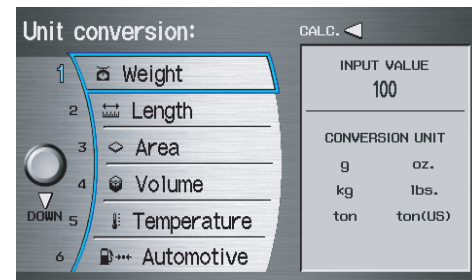 Unit conversion:
CALC.
1 Weight
2 Length
3 Area
4 Volume
5 Temperature
6 Automotive
DOWN
INPUT VALUE
100
CONVERSION UNIT
g oz.
kg lbs.
ton ton(US)